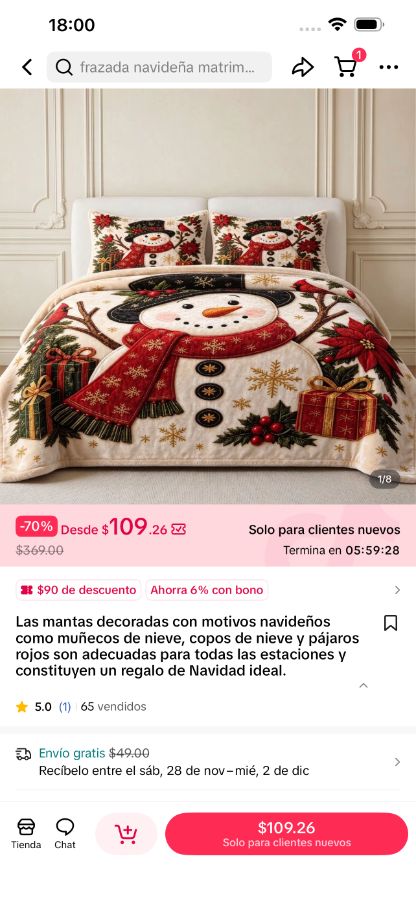 18:00
frazada navideña matrim...
1
1/8
-70% Desde $109.26
Solo para clientes nuevos
$369.00
Termina en 05:59:28
$90 de descuento
Ahorra 6% con bono
Las mantas decoradas con motivos navideños
como muñecos de nieve, copos de nieve y pájaros
rojos son adecuadas para todas las estaciones y
constituyen un regalo de Navidad ideal.
5.0 (1) 65 vendidos
Envío gratis $49.00
Recíbelo entre el sáb, 28 de nov–mié, 2 de dic
Tienda
Chat
$109.26
Solo para clientes nuevos